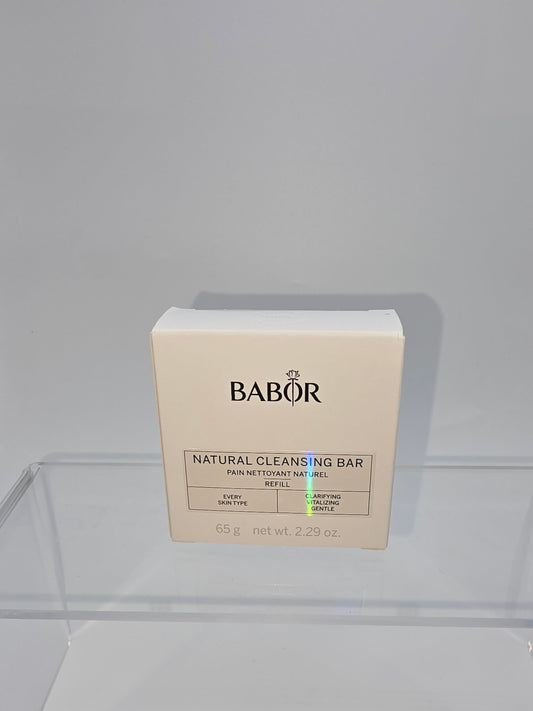 BABOR
NATURAL CLEANSING BAR
PAIN NETTOYANT NATUREL
REFILL
EVERY
SKIN TYPE
CLARIFYING
VITALIZING
GENTLE
65 g net wt. 2.29 oz.